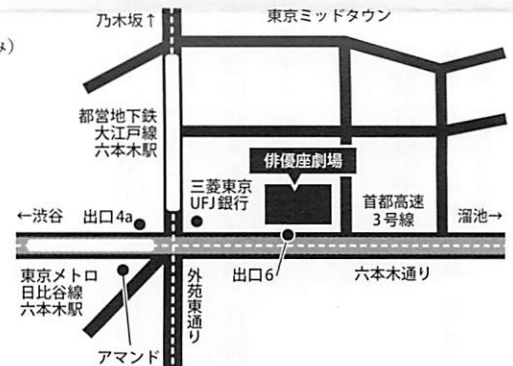 乃木坂↑
東京ミッドタウン
み）
都営地下鉄
大江戸線
六本木駅
俳優座劇場
三菱東京
UFJ銀行
首都高速
3号線
←渋谷
出口4a
溜池→
東京メトロ
日比谷線
六本木駅
外苑東通り
出口6
六本木通り
アマンド